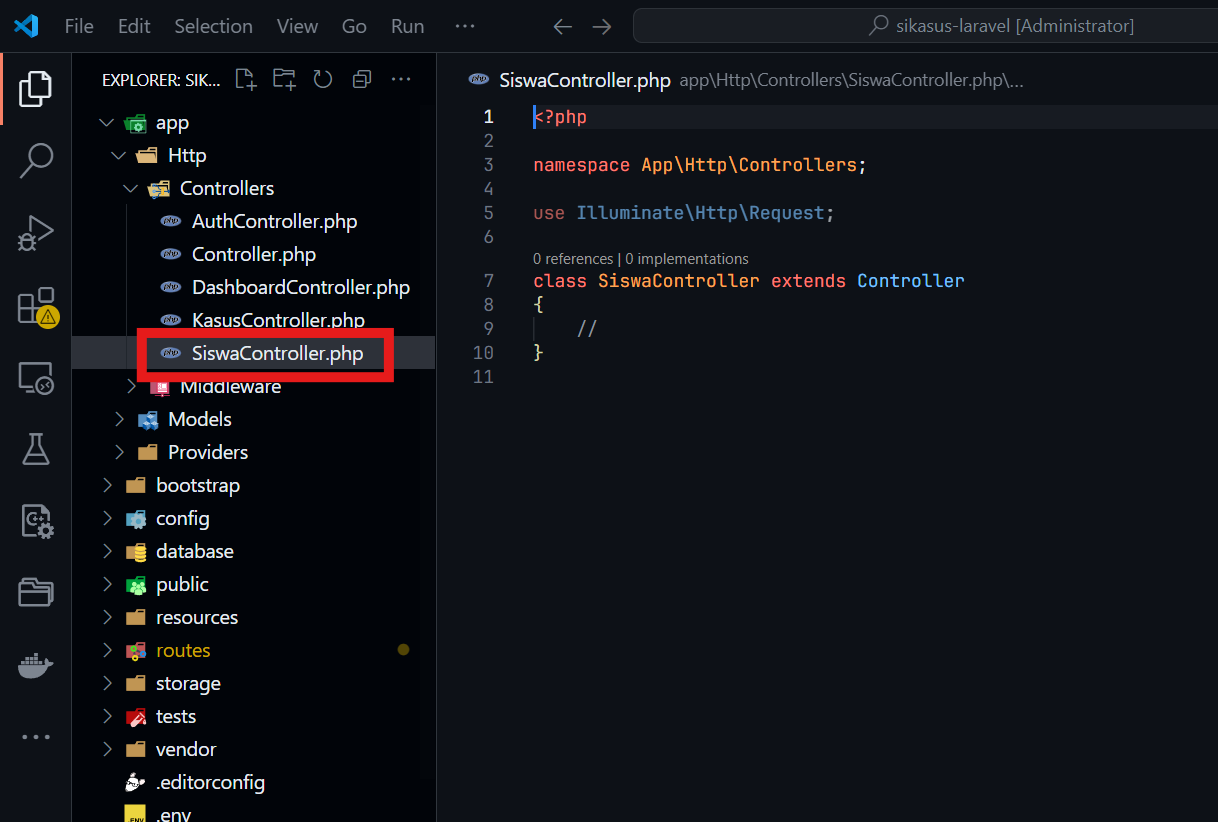 File Edit Selection View Go Run ··· sikasus-laravel [Administrator]
EXPLORER: SIK...
app
Http
Controllers
AuthController.php
Controller.php
DashboardController.php
KasusController.php
SiswaController.php
Middleware
Models
Providers
bootstrap
config
database
public
resources
routes
storage
tests
vendor
.editorconfig
.env
SiswaController.php app\Http\Controllers\SiswaController.php\...
1 <?php
2
3 namespace App\Http\Controllers;
4
5 use Illuminate\Http\Request;
6
0 references | 0 implementations
7 class SiswaController extends Controller
8 {
9 //
10 }
11